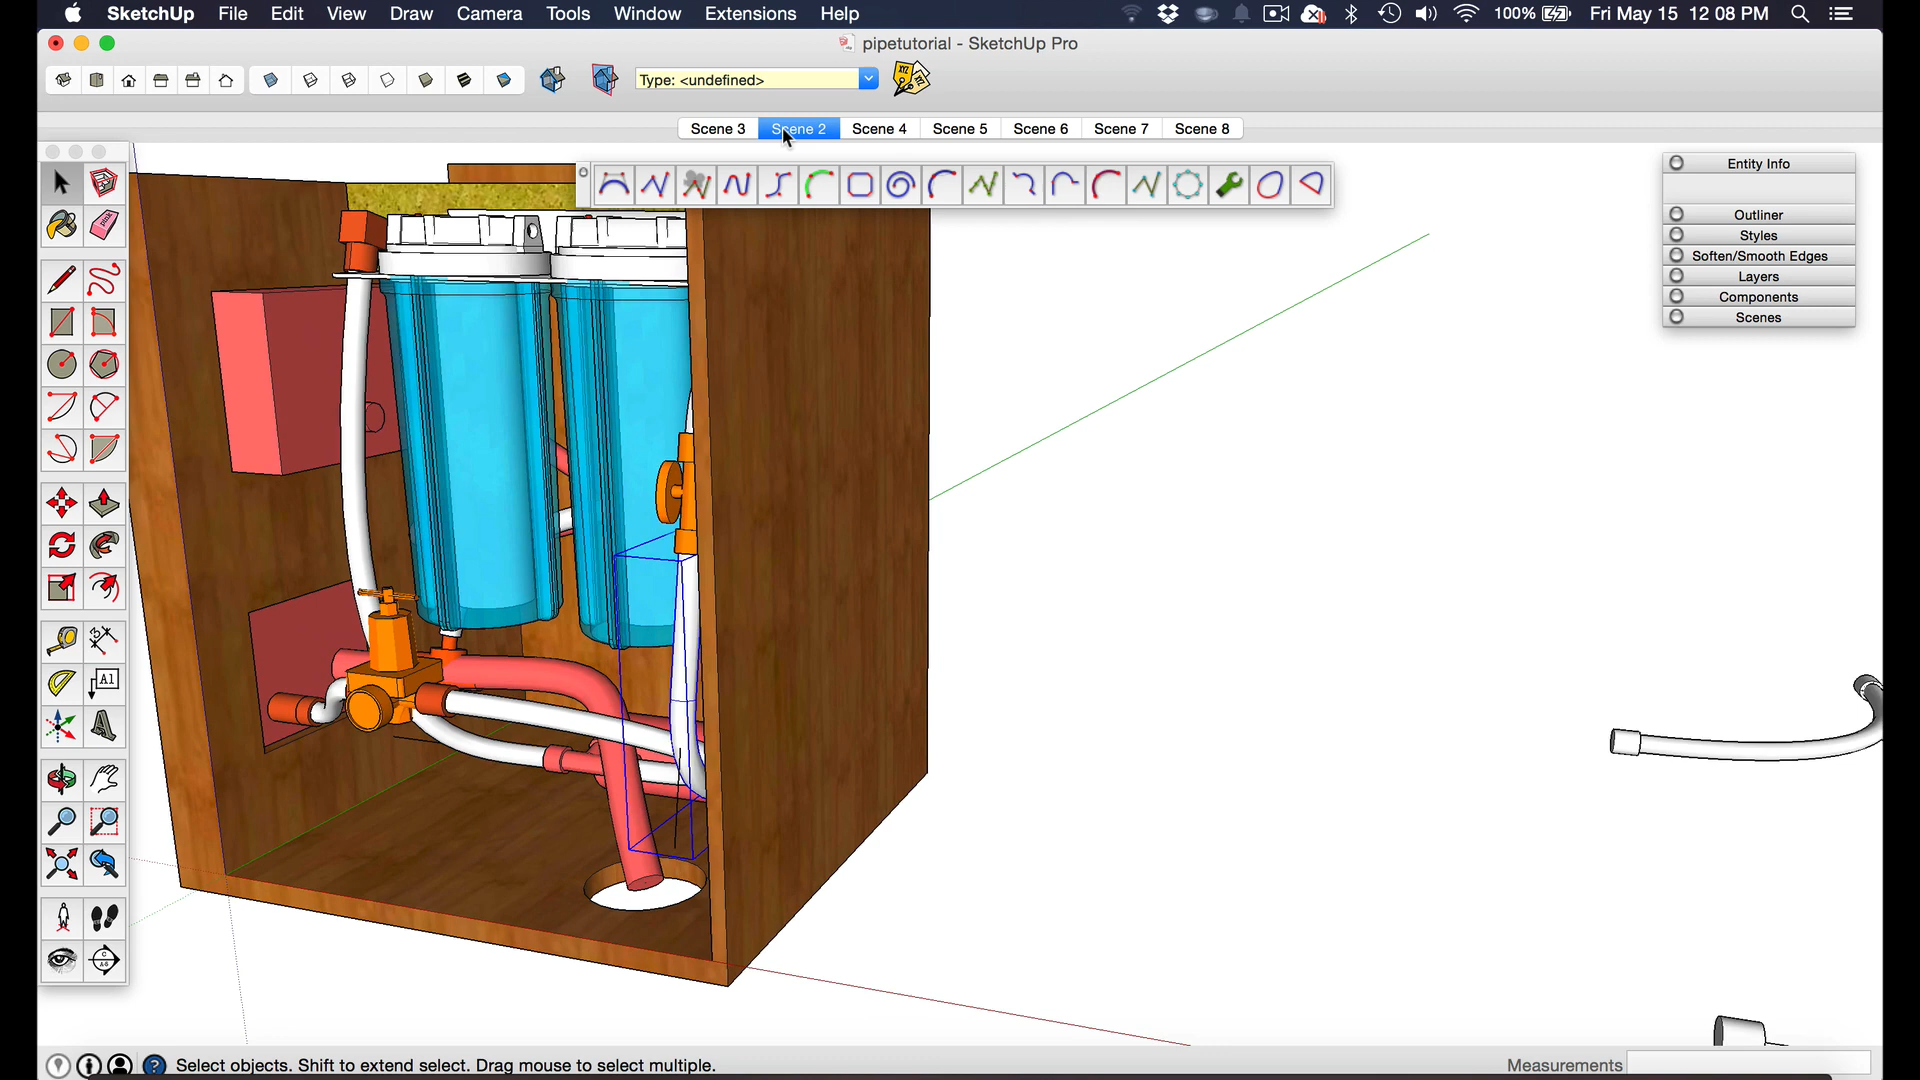 SketchUp File Edit View Draw Camera Tools Window Extensions Help 100% Fri May 15 12:08 PM
pipetutorial - SketchUp Pro
Type: <undefined>
Scene 3 Scene 2 Scene 4 Scene 5 Scene 6 Scene 7 Scene 8
Entity Info
Outliner
Styles
Soften/Smooth Edges
Layers
Components
Scenes
Select objects. Shift to extend select. Drag mouse to select multiple.
Measurements